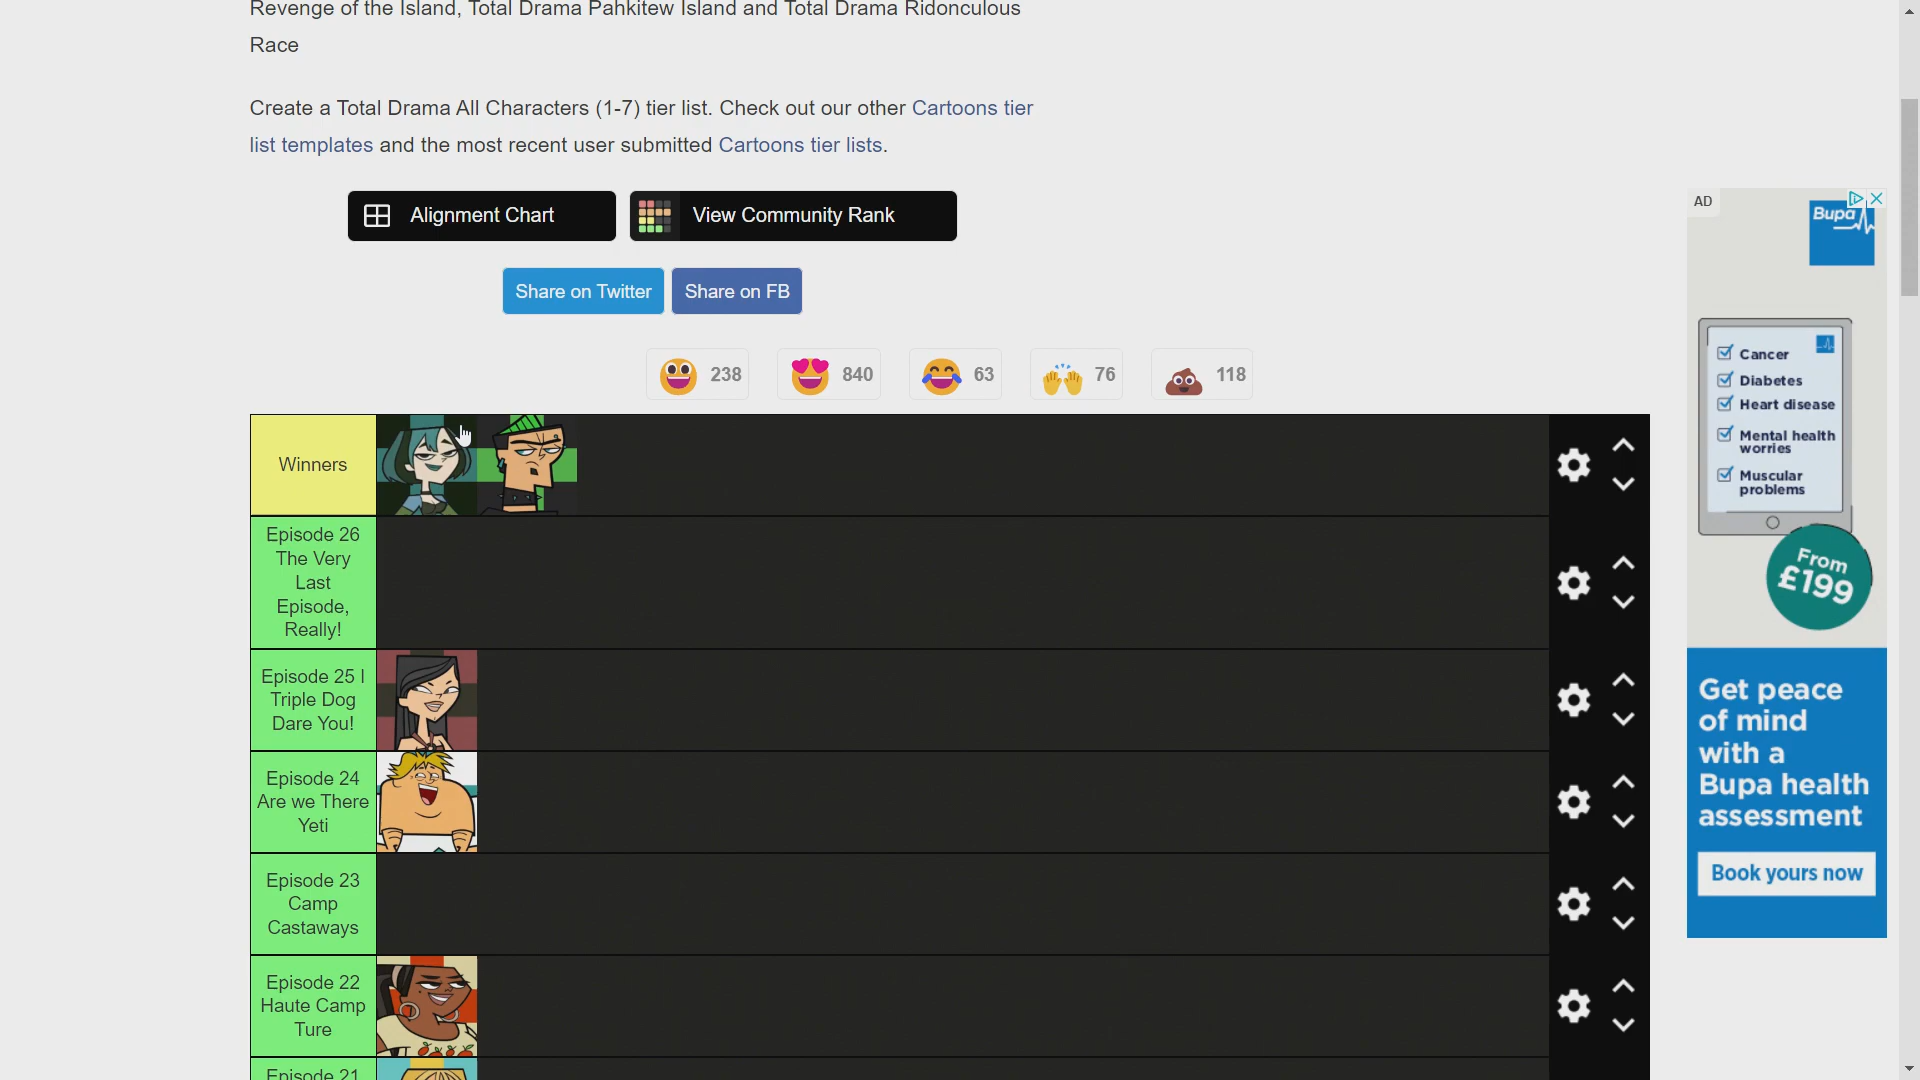 Revenge of the Island, Total Drama Pahkitew Island and Total Drama Ridonculous
Race
Create a Total Drama All Characters (1-7) tier list. Check out our other Cartoons tier
list templates and the most recent user submitted Cartoons tier lists.
Alignment Chart
View Community Rank
Share on Twitter
Share on FB
238
840
63
76
118
Winners
Episode 26
The Very
Last
Episode,
Really!
Episode 25 I
Triple Dog
Dare You!
Episode 24
Are we There
Yeti
Episode 23
Camp
Castaways
Episode 22
Haute Camp
Ture
Episode 21
AD
Bupa
Cancer
Diabetes
Heart disease
Mental health
worries
Muscular
problems
From
£199
Get peace
of mind
with a
Bupa health
assessment
Book yours now